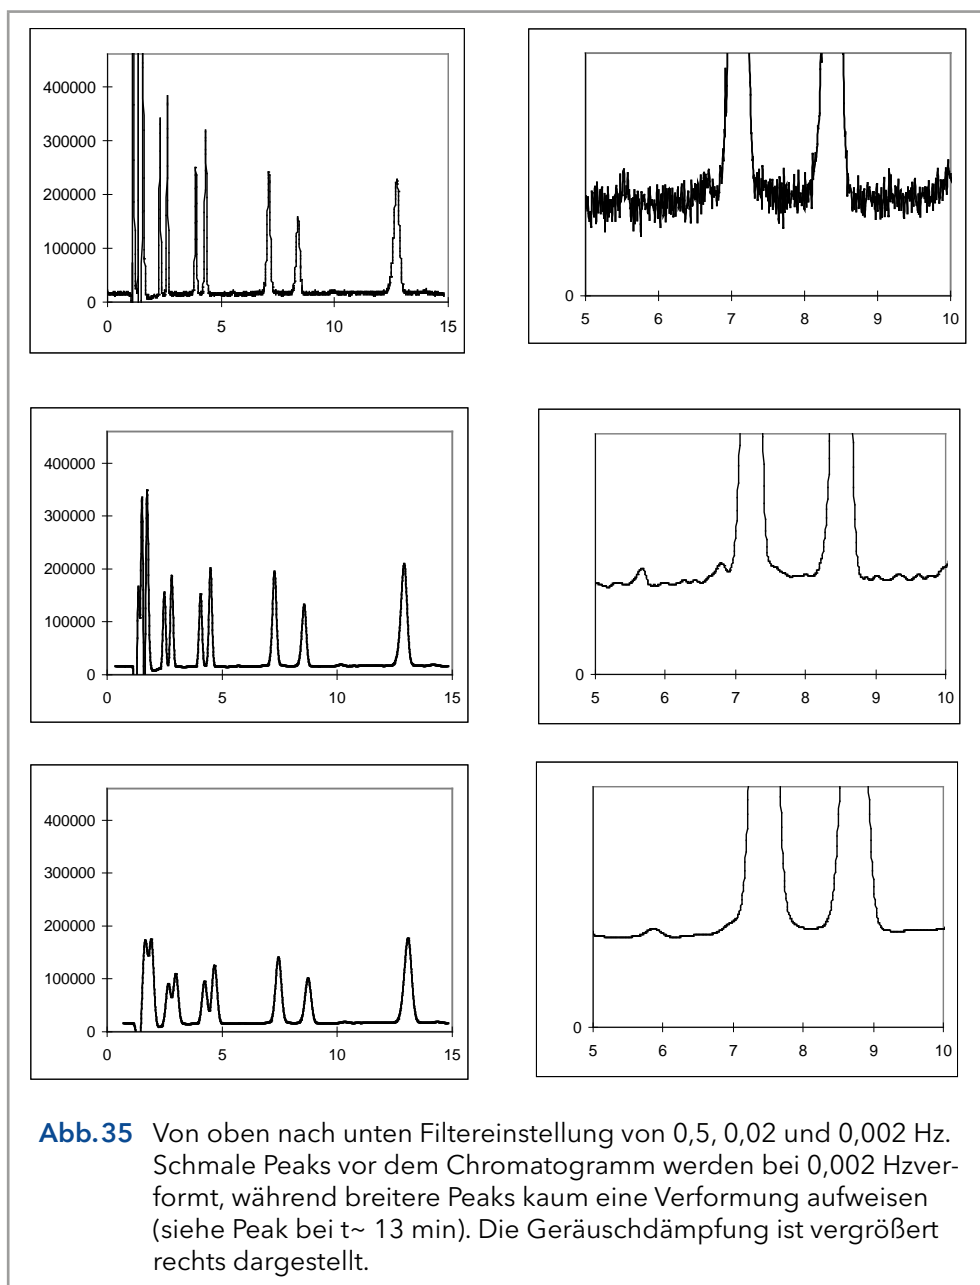 400000
300000
200000
100000
0
0 5 10 15
0
5 6 7 8 9 10
400000
300000
200000
100000
0
0 5 10 15
0
5 6 7 8 9 10
400000
300000
200000
100000
0
0 5 10 15
0
5 6 7 8 9 10
Abb.35 Von oben nach unten Filtereinstellung von 0,5, 0,02 und 0,002 Hz.
Schmale Peaks vor dem Chromatogramm werden bei 0,002 Hzver-
formt, während breitere Peaks kaum eine Verformung aufweisen
(siehe Peak bei t~ 13 min). Die Geräuschdämpfung ist vergrößert
rechts dargestellt.